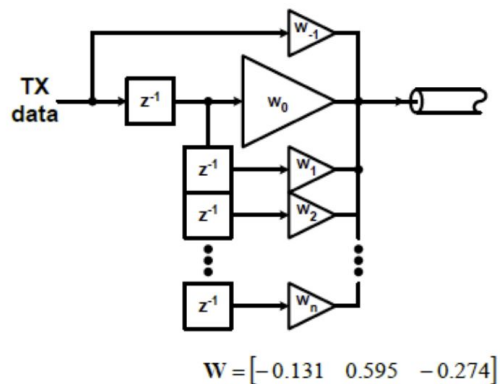 W₋₁
TX
data
z⁻¹
W₀
z⁻¹
W₁
z⁻¹
W₂
z⁻¹
Wₙ
W = [−0.131 0.595 −0.274]